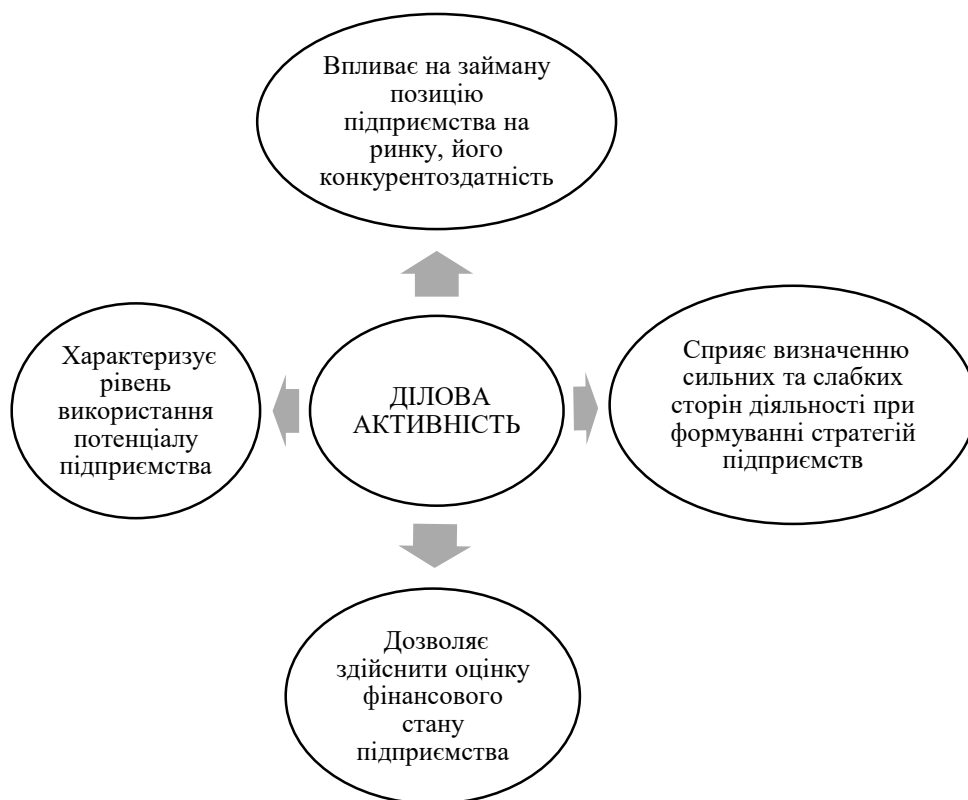 Впливає на займану
позицію
підприємства на
ринку, його
конкурентоздатність
Характеризує
рівень
використання
потенціалу
підприємства
ДІЛОВА
АКТИВНІСТЬ
Сприяє визначенню
сильних та слабких
сторін діяльності при
формуванні стратегій
підприємств
Дозволяє
здійснити оцінку
фінансового
стану
підприємства